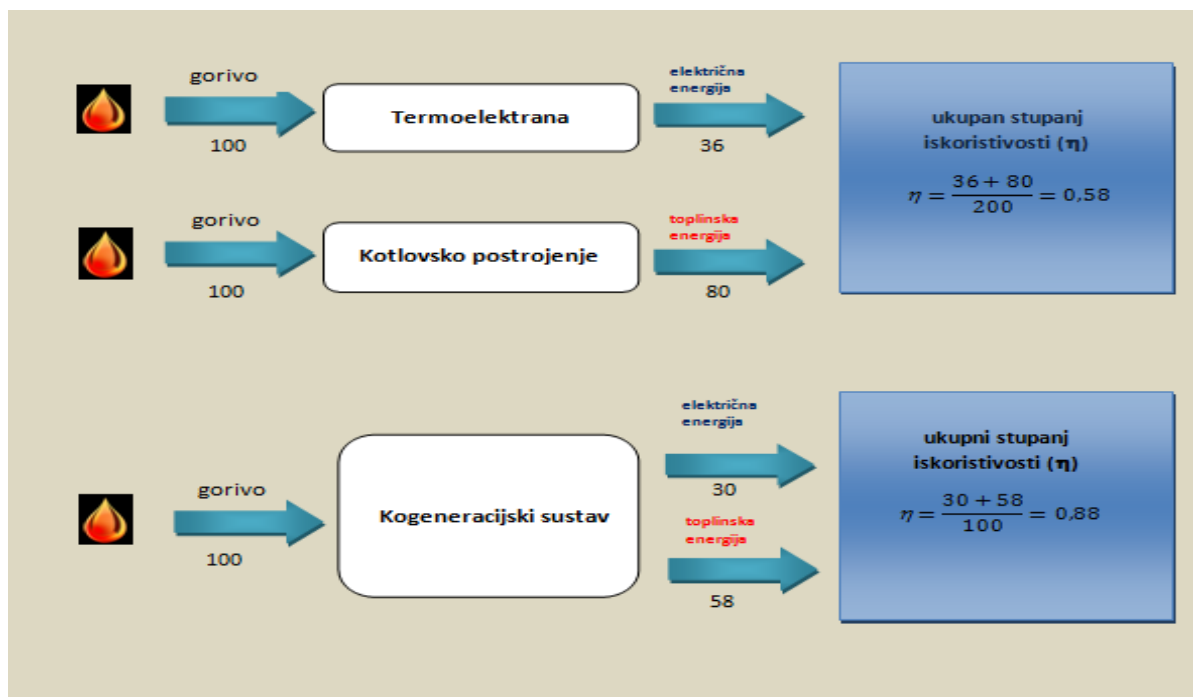 gorivo
100
Termoelektrana
električna
energija
36
gorivo
100
Kotlovsko postrojenje
toplinska
energija
80
ukupan stupanj
iskoristivosti (η)
η = (36 + 80)/200 = 0,58
gorivo
100
Kogeneracijski sustav
električna
energija
30
toplinska
energija
58
ukupni stupanj
iskoristivosti (η)
η = (30 + 58)/100 = 0,88